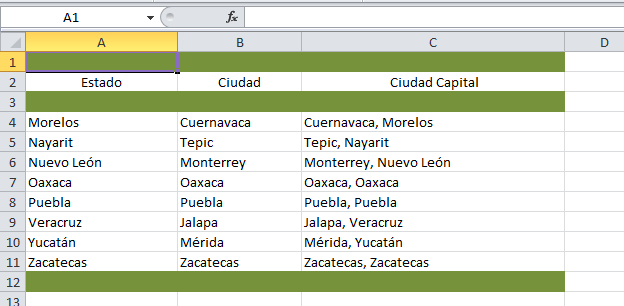 A1 fx
A B C D
1
2 Estado Ciudad Ciudad Capital
3
4 Morelos Cuernavaca Cuernavaca, Morelos
5 Nayarit Tepic Tepic, Nayarit
6 Nuevo León Monterrey Monterrey, Nuevo León
7 Oaxaca Oaxaca Oaxaca, Oaxaca
8 Puebla Puebla Puebla, Puebla
9 Veracruz Jalapa Jalapa, Veracruz
10 Yucatán Mérida Mérida, Yucatán
11 Zacatecas Zacatecas Zacatecas, Zacatecas
12
13